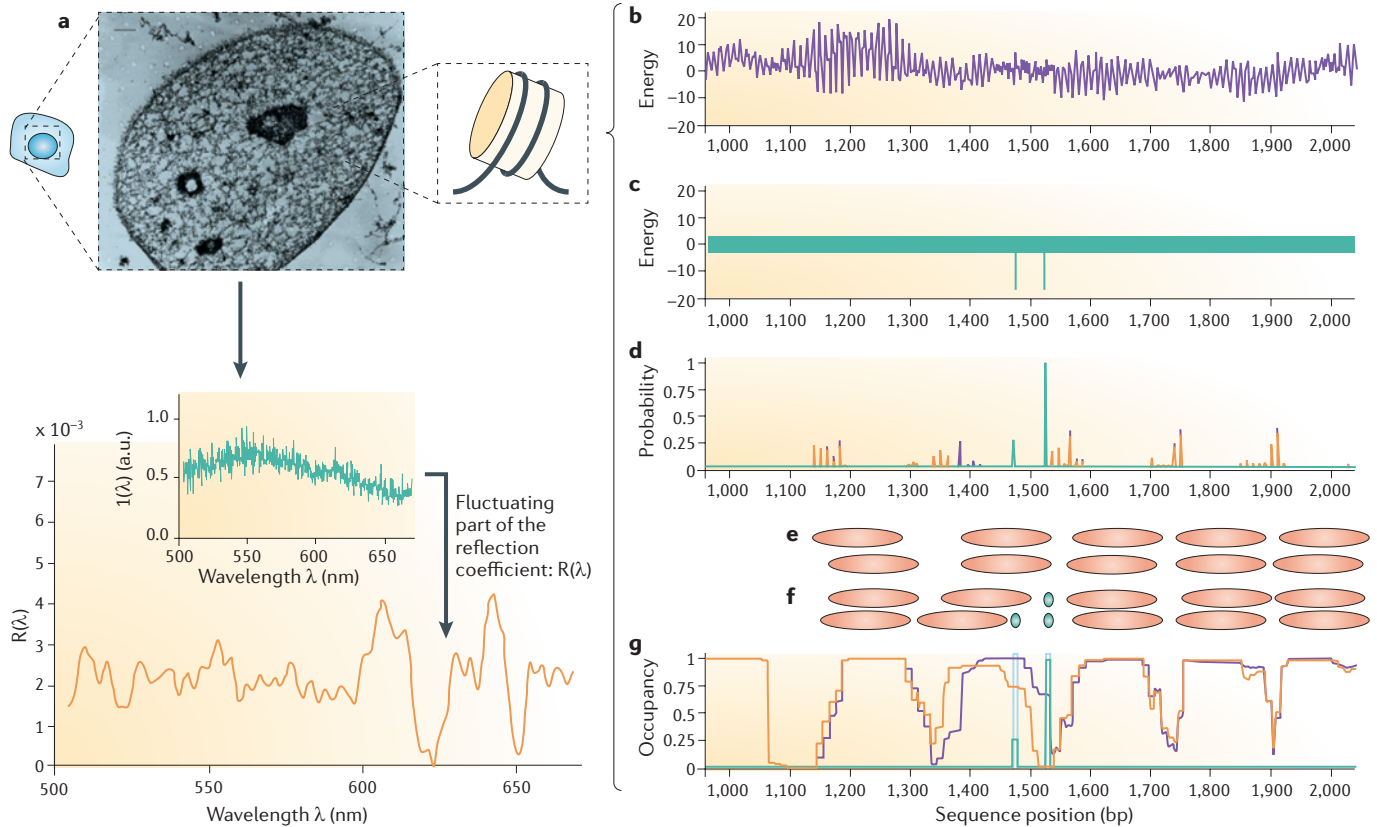 a
x 10⁻³
7
6
5
4
3
2
1
0
R(λ)
500
550
600
650
Wavelength λ (nm)
1.0
0.5
0.0
1(λ) (a.u.)
500
550
600
650
Wavelength λ (nm)
Fluctuating
part of the
reflection
coefficient: R(λ)
b
Energy
20
10
0
−10
−20
1,000 1,100 1,200 1,300 1,400 1,500 1,600 1,700 1,800 1,900 2,000
c
Energy
20
10
0
−10
−20
1,000 1,100 1,200 1,300 1,400 1,500 1,600 1,700 1,800 1,900 2,000
d
Probability
1
0.75
0.5
0.25
0
1,000 1,100 1,200 1,300 1,400 1,500 1,600 1,700 1,800 1,900 2,000
e
f
g
Occupancy
1
0.75
0.5
0.25
0
1,000 1,100 1,200 1,300 1,400 1,500 1,600 1,700 1,800 1,900 2,000
Sequence position (bp)